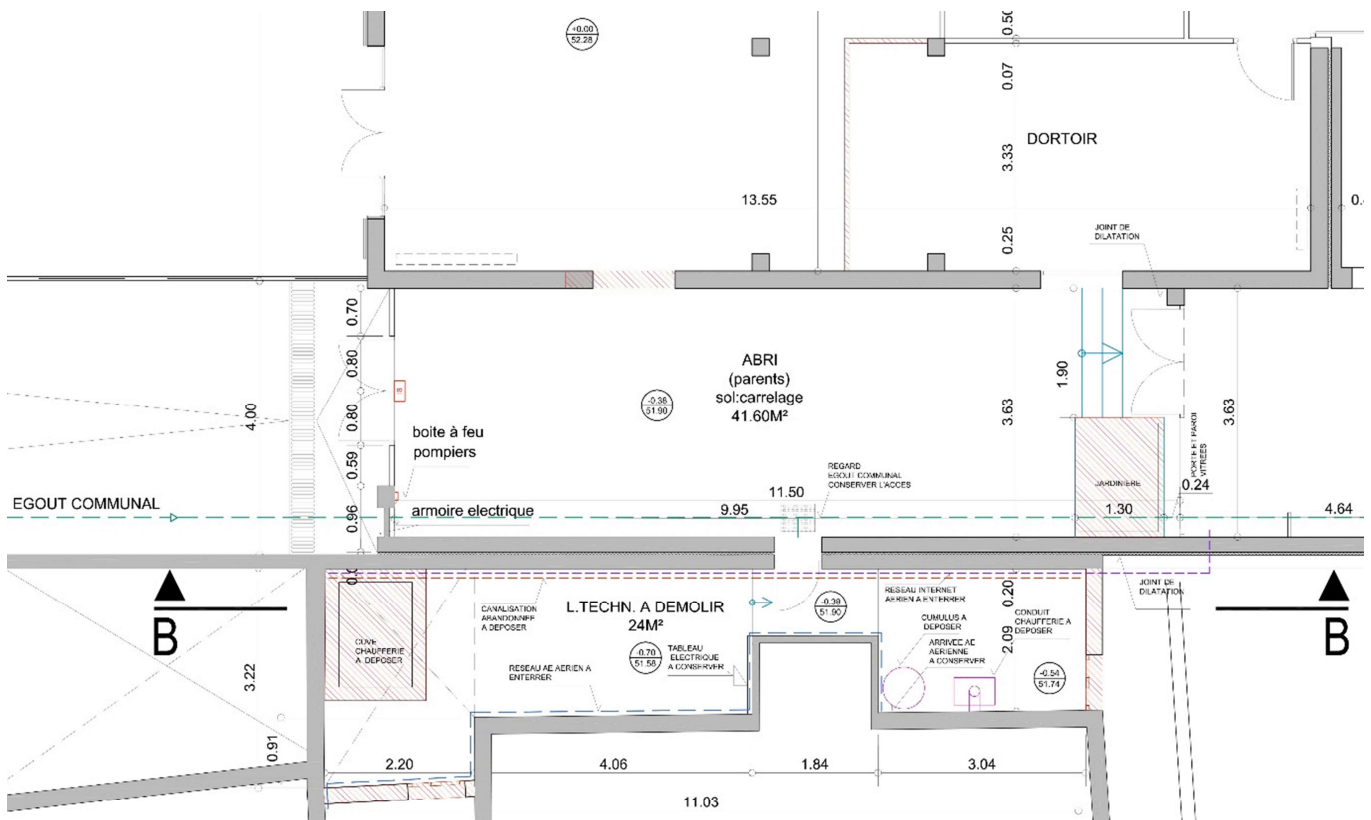 +0.00
52.28
0.50
0.07
DORTOIR
3.33
13.55
0.25
JOINT DE
DILATATION
0.70
0.80
0.80
0.59
0.96
4.00
ABRI
(parents)
sol:carrelage
41.60M²
-0.38
51.90
1.90
3.63
3.63
boite à feu
pompiers
PORTE ET PAROI
VITREES
REGARD
EGOUT COMMUNAL
CONSERVER L'ACCES
JARDINIERE
0.24
11.50
EGOUT COMMUNAL
armoire electrique
9.95
1.30
4.64
B
CUVE
CHAUFFERIE
A DEPOSER
CANALISATION
ABANDONNEE
A DEPOSER
L.TECHN. A DEMOLIR
24M²
-0.38
51.90
RESEAU INTERNET
AERIEN A ENTERRER
0.20
JOINT DE
DILATATION
B
CUMULUS A
DEPOSER
CONDUIT
CHAUFFERIE A
DEPOSER
2.09
ARRIVEE AE
AERIENNE
A CONSERVER
-0.70
51.58
TABLEAU
ELECTRIQUE
A CONSERVER
RESEAU AE AERIEN A
ENTERRER
-0.54
51.74
3.22
0.91
2.20
4.06
1.84
3.04
11.03